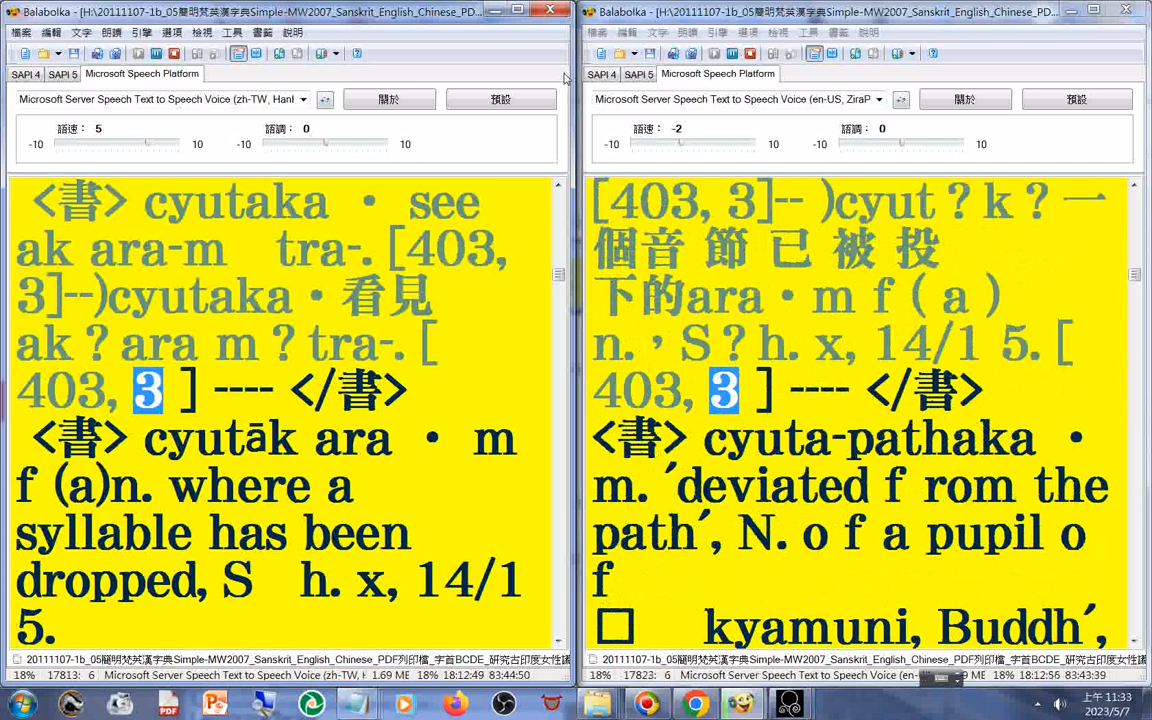 Balabolka - [H:\20111107-1b_05簡明梵英漢字典Simple-MW2007_Sanskrit_English_Chinese_PD...
檔案 編輯 文字 朗讀 引擎 選項 檢視 工具 書籤 說明
SAPI 4 SAPI 5 Microsoft Speech Platform
Microsoft Server Speech Text to Speech Voice (zh-TW, HanI 關於 預設
語速： 5 語調： 0
-10 10 -10 10
<書> cyutaka • see
ak ara-m tra-. [403,
3]--)cyutaka•看見
ak？ara m？tra-. [
403, 3 ] ---- </書>
<書> cyutāk ara • m
f (a)n. where a
syllable has been
dropped, S h. x, 14/1
5.
20111107-1b_05簡明梵英漢字典Simple-MW2007_Sanskrit_English_Chinese_PDF列印檔_字首BCDE_研究古印度女性議
18% 17813: 6 Microsoft Server Speech Text to Speech Voice (zh-TW, H 1.69 ME 18% 18:12:49 83:44:50
Balabolka - [H:\20111107-1b_05簡明梵英漢字典Simple-MW2007_Sanskrit_English_Chinese_PD...
檔案 編輯 文字 朗讀 引擎 選項 檢視 工具 書籤 說明
SAPI 4 SAPI 5 Microsoft Speech Platform
Microsoft Server Speech Text to Speech Voice (en-US, ZiraP 關於 預設
語速： -2 語調： 0
-10 10 -10 10
[403, 3]-- )cyut？k？一
個音 節 已 被 投
下的ara•m f ( a )
n.，S？h. x, 14/1 5. [
403, 3 ] ---- </書>
<書> cyuta-pathaka •
m. ′deviated f rom the
path′, N. o f a pupil o
f
□ kyamuni, Buddh′,
20111107-1b_05簡明梵英漢字典Simple-MW2007_Sanskrit_English_Chinese_PDF列印檔_字首BCDE_研究古印度女性議
18% 17823: 6 Microsoft Server Speech Text to Speech Voice (en-US 18% 18:12:56 83:43:39
上午 11:33
2023/5/7